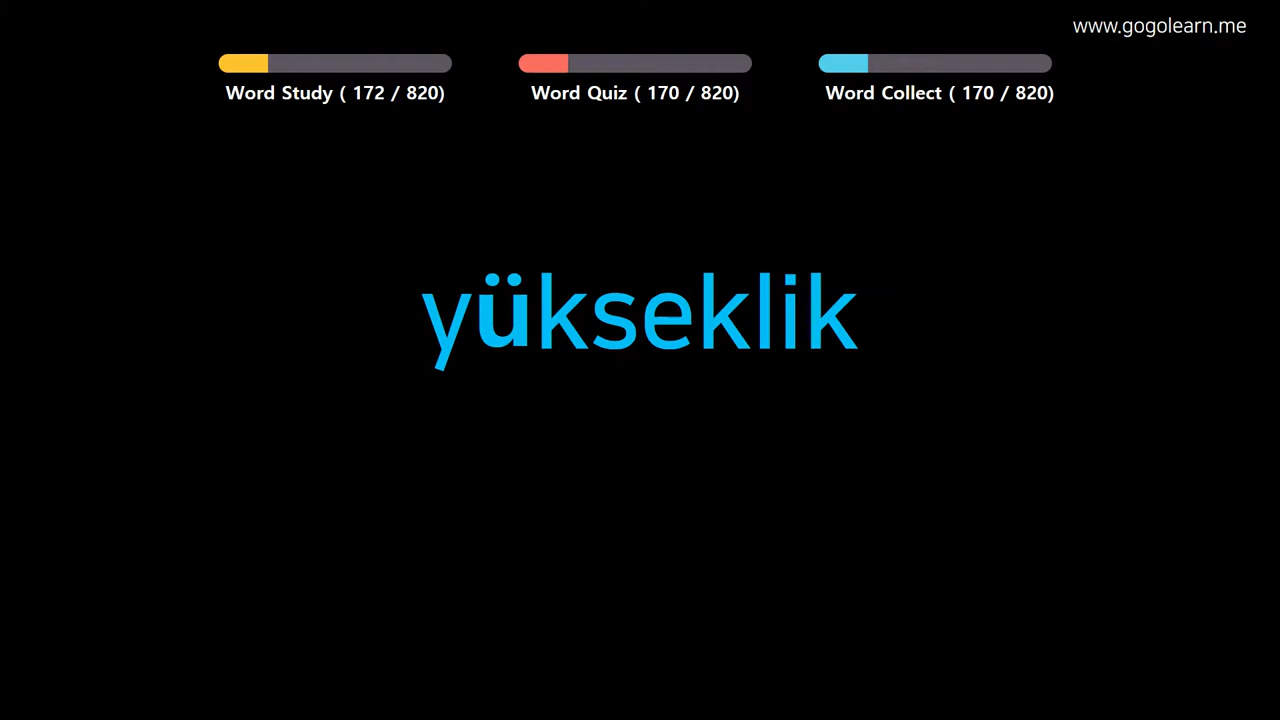 www.gogolearn.me
Word Study ( 172 / 820)
Word Quiz ( 170 / 820)
Word Collect ( 170 / 820)
yükseklik